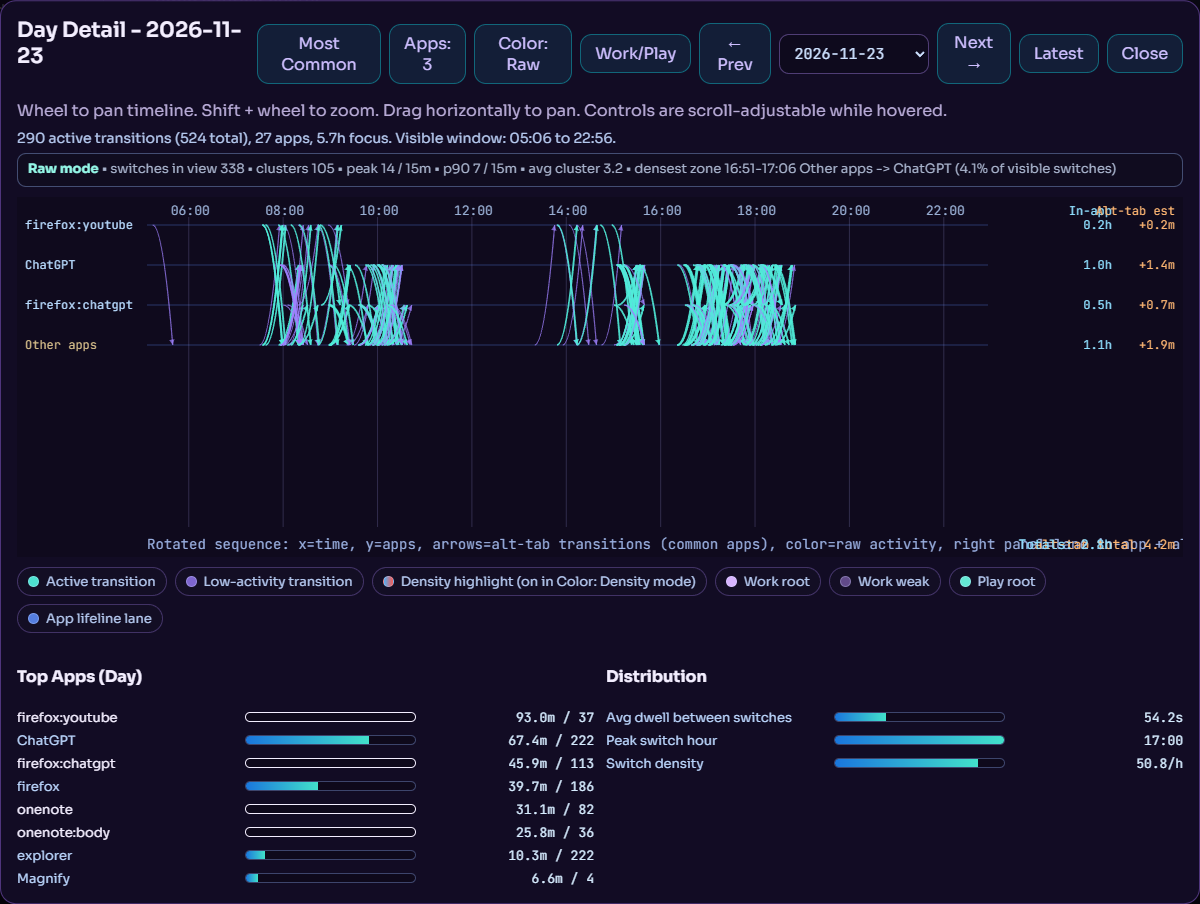 Day Detail - 2026-11-
23
Most
Common
Apps:
3
Color:
Raw
Work/Play
←
Prev
2026-11-23
Next
→
Latest
Close
Wheel to pan timeline. Shift + wheel to zoom. Drag horizontally to pan. Controls are scroll-adjustable while hovered.
290 active transitions (524 total), 27 apps, 5.7h focus. Visible window: 05:06 to 22:56.
Raw mode • switches in view 338 • clusters 105 • peak 14 / 15m • p90 7 / 15m • avg cluster 3.2 • densest zone 16:51-17:06 Other apps -> ChatGPT (4.1% of visible switches)
06:00 08:00 10:00 12:00 14:00 16:00 18:00 20:00 22:00 In-app Alt-tab est
firefox:youtube 0.2h +0.2m
ChatGPT 1.0h +1.4m
firefox:chatgpt 0.5h +0.7m
Other apps 1.1h +1.9m
Rotated sequence: x=time, y=apps, arrows=alt-tab transitions (common apps), color=raw activity, right 4.2m
Active transition
Low-activity transition
Density highlight (on in Color: Density mode)
Work root
Work weak
Play root
App lifeline lane
Top Apps (Day)
firefox:youtube 93.0m / 37
ChatGPT 67.4m / 222
firefox:chatgpt 45.9m / 113
firefox 39.7m / 186
onenote 31.1m / 82
onenote:body 25.8m / 36
explorer 10.3m / 222
Magnify 6.6m / 4
Distribution
Avg dwell between switches 54.2s
Peak switch hour 17:00
Switch density 50.8/h